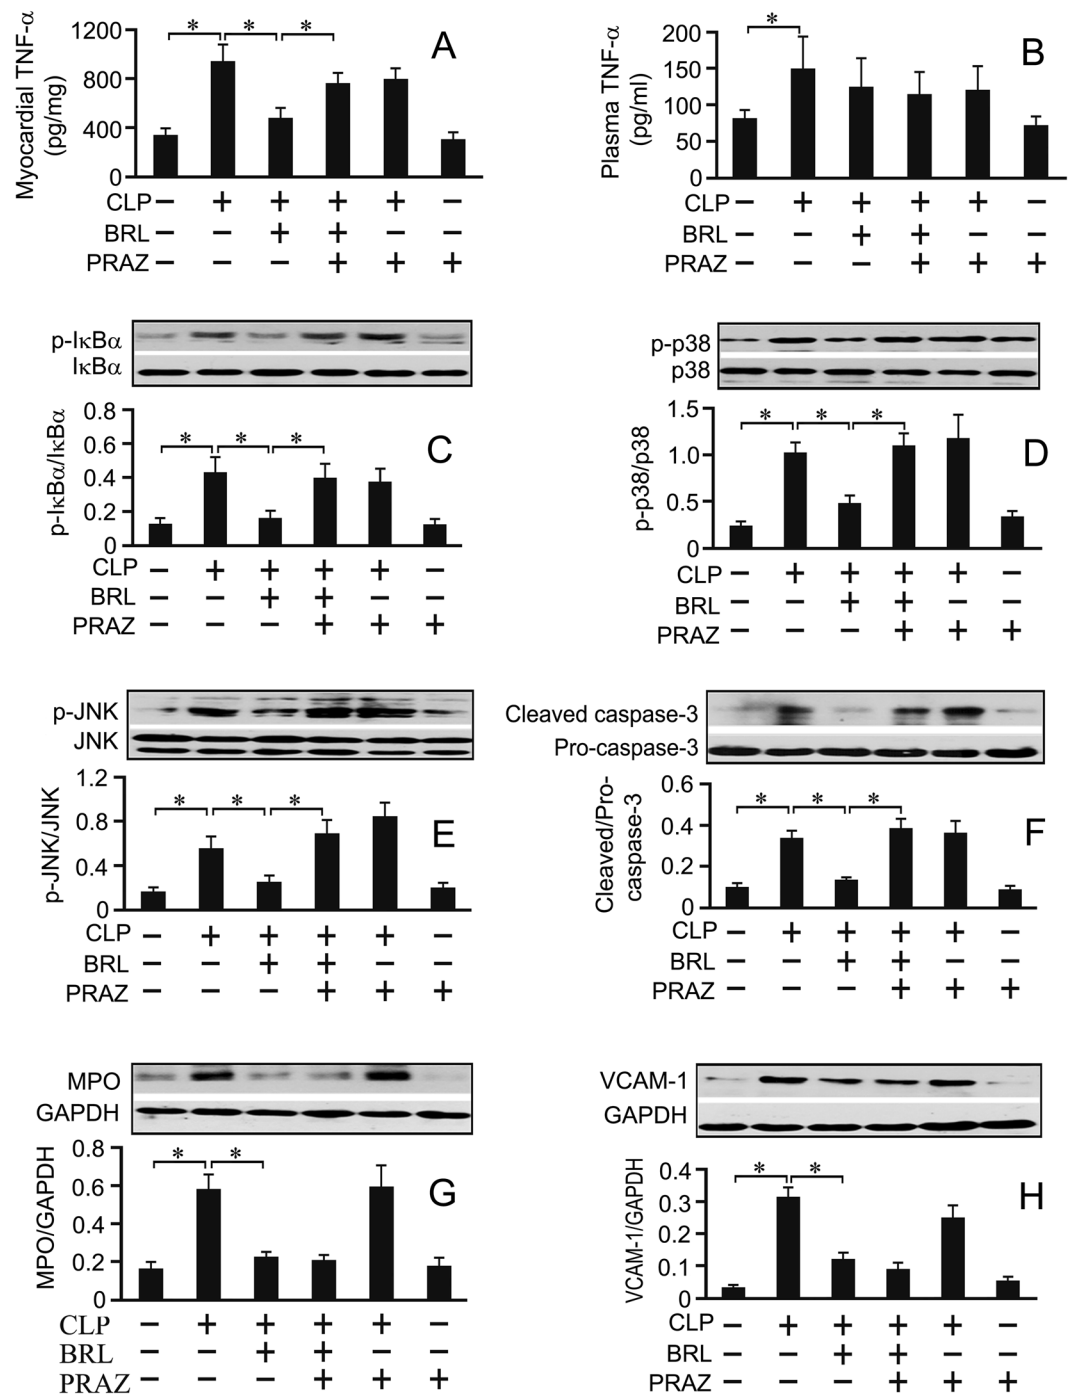 Myocardial TNF-α
(pg/mg)
1200
800
400
0
* * *
A
CLP − + + + + −
BRL − − + + − −
PRAZ − − − + + +
Plasma TNF-α
(pg/ml)
200
150
100
50
0
*
B
CLP − + + + + −
BRL − − + + − −
PRAZ − − − + + +
p-IκBα
IκBα
p-IκBα/IκBα
0.8
0.6
0.4
0.2
0
* * *
C
CLP − + + + + −
BRL − − + + − −
PRAZ − − − + + +
p-p38
p38
p-p38/p38
1.5
1.0
0.5
0
* * *
D
CLP − + + + + −
BRL − − + + − −
PRAZ − − − + + +
p-JNK
JNK
p-JNK/JNK
1.2
0.8
0.4
0
* * *
E
CLP − + + + + −
BRL − − + + − −
PRAZ − − − + + +
Cleaved caspase-3
Pro-caspase-3
Cleaved/Pro-
caspase-3
0.6
0.4
0.2
0
* * *
F
CLP − + + + + −
BRL − − + + − −
PRAZ − − − + + +
MPO
GAPDH
MPO/GAPDH
0.8
0.6
0.4
0.2
0
* *
G
CLP − + + + + −
BRL − − + + − −
PRAZ − − − + + +
VCAM-1
GAPDH
VCAM-1/GAPDH
0.4
0.3
0.2
0.1
0
* *
H
CLP − + + + + −
BRL − − + + − −
PRAZ − − − + + +